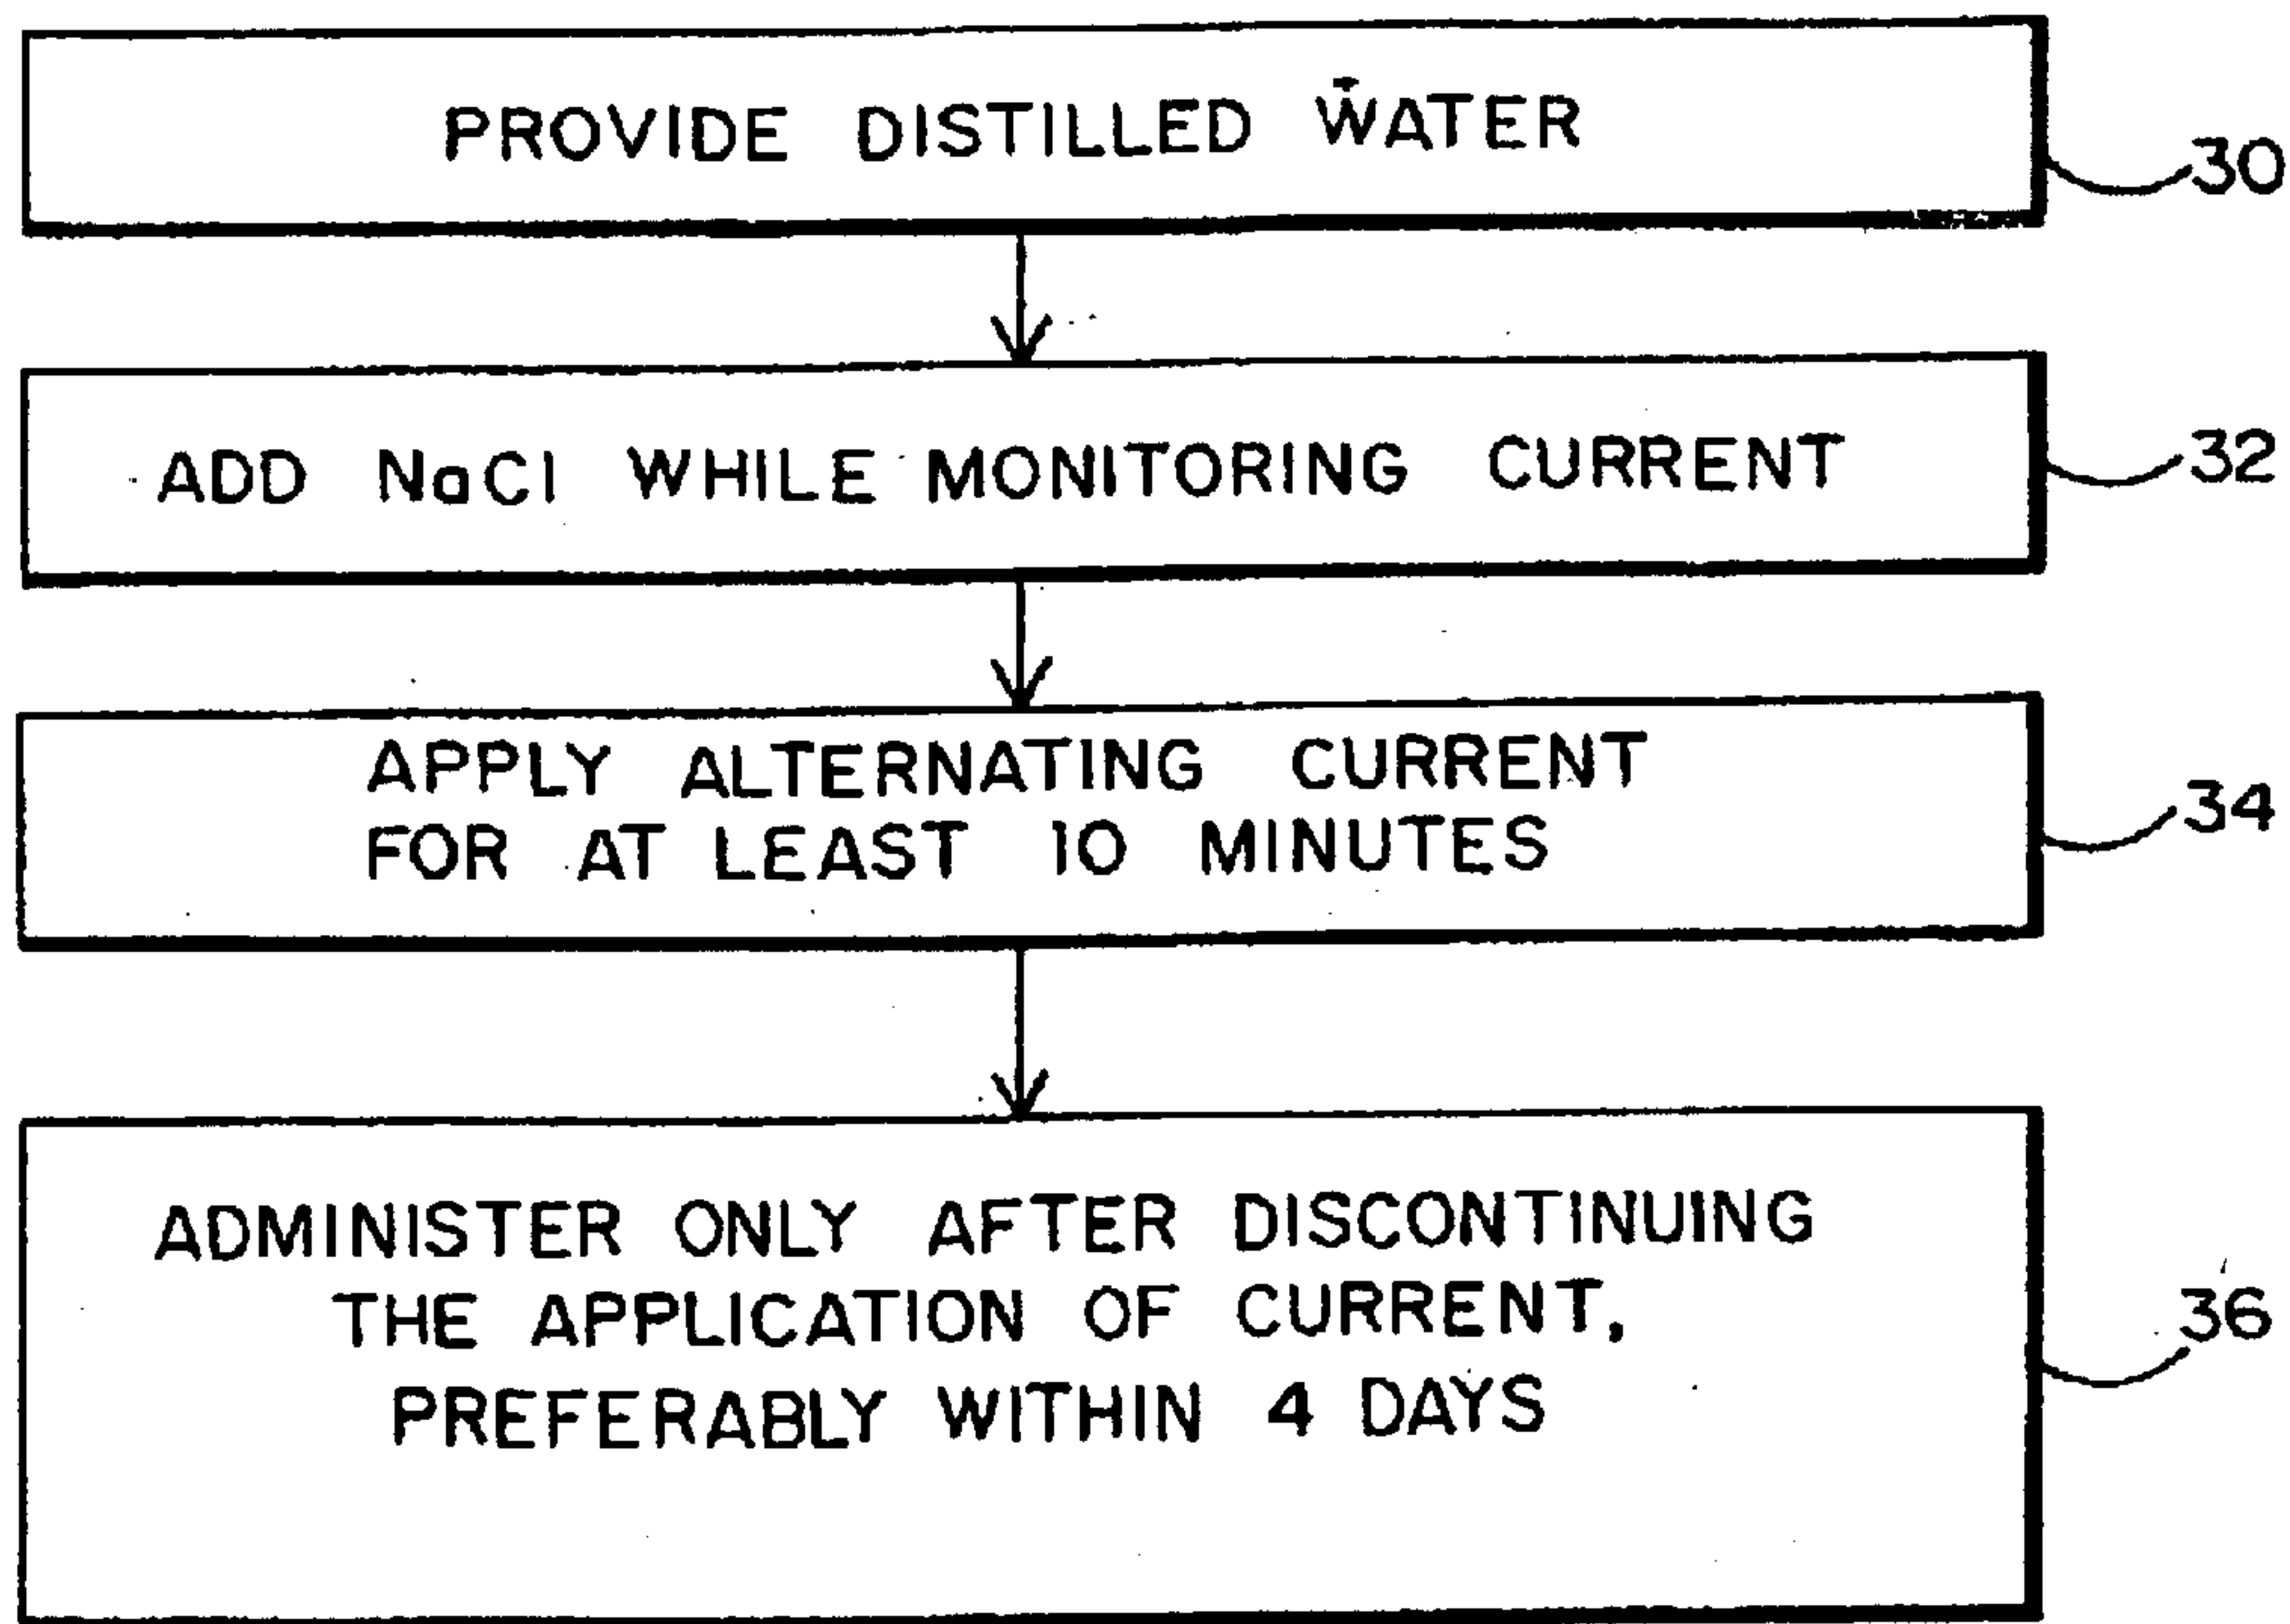 PROVIDE DISTILLED WATER
30
ADD NaCl WHILE MONITORING CURRENT
32
APPLY ALTERNATING CURRENT
34
FOR AT LEAST 10 MINUTES
ADMINISTER ONLY AFTER DISCONTINUING
THE APPLICATION OF CURRENT,
36
PREFERABLY WITHIN 4 DAYS